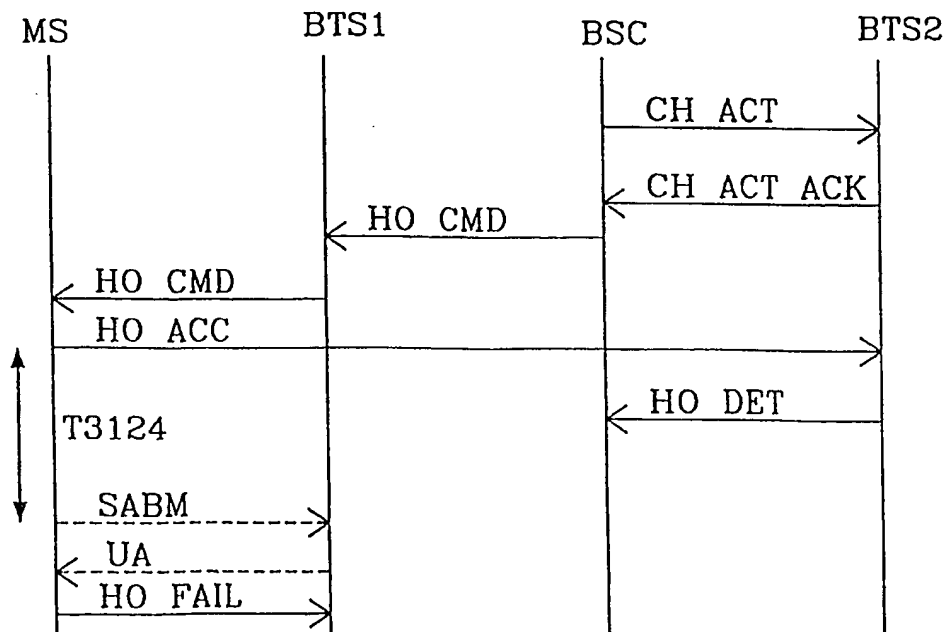 MS BTS1 BSC BTS2
CH ACT
CH ACT ACK
HO CMD
HO CMD
HO ACC
HO DET
T3124
SABM
UA
HO FAIL